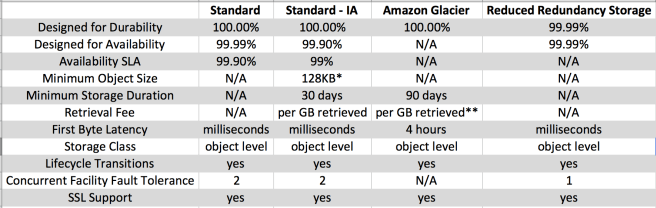 Standard Standard - IA Amazon Glacier Reduced Redundancy Storage
Designed for Durability 100.00% 100.00% 100.00% 99.99%
Designed for Availability 99.99% 99.90% N/A 99.99%
Availability SLA 99.90% 99% N/A N/A
Minimum Object Size N/A 128KB* N/A N/A
Minimum Storage Duration N/A 30 days 90 days N/A
Retrieval Fee N/A per GB retrieved per GB retrieved** N/A
First Byte Latency milliseconds milliseconds 4 hours milliseconds
Storage Class object level object level object level object level
Lifecycle Transitions yes yes yes yes
Concurrent Facility Fault Tolerance 2 2 N/A 1
SSL Support yes yes yes yes